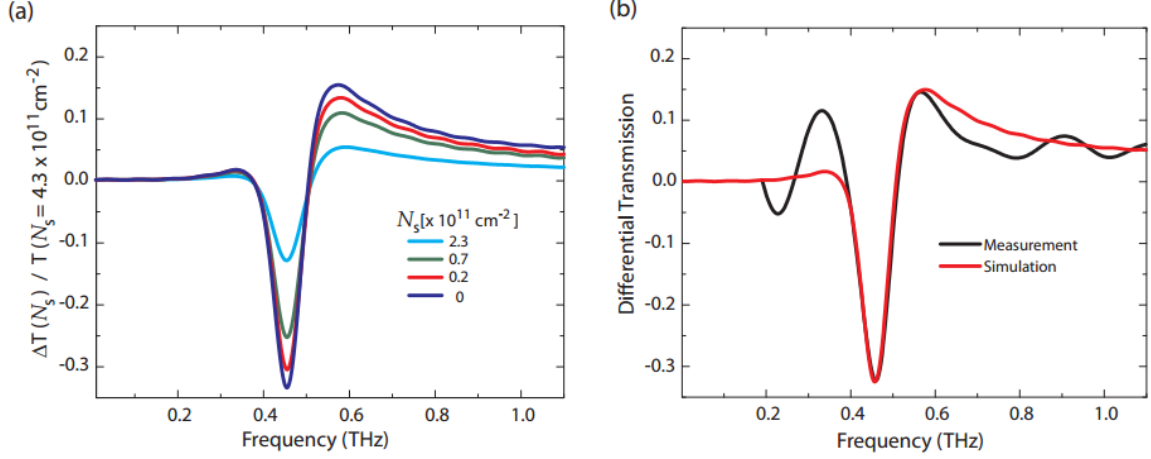 (a)
ΔT (N_s) / T (N_s = 4.3 x 10^11 cm^-2)
0.2
0.1
0.0
-0.1
-0.2
-0.3
N_s[x 10^11 cm^-2]
2.3
0.7
0.2
0
0.2 0.4 0.6 0.8 1.0
Frequency (THz)
(b)
Differential Transmission
0.2
0.1
0.0
-0.1
-0.2
-0.3
Measurement
Simulation
0.2 0.4 0.6 0.8 1.0
Frequency (THz)